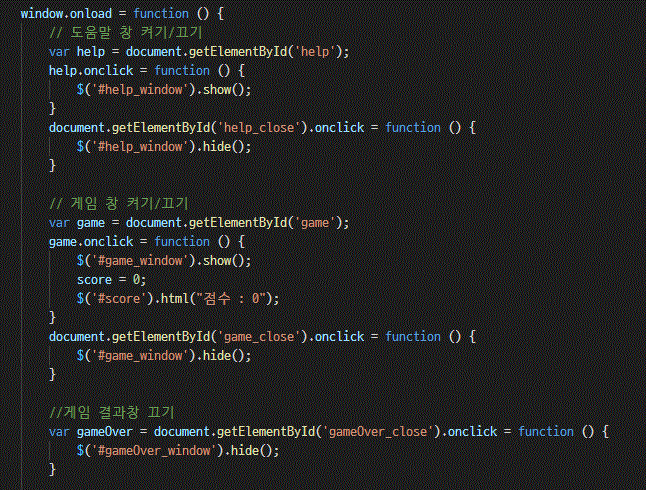 window.onload = function () {
// 도움말 창 켜기/끄기
var help = document.getElementById('help');
help.onclick = function () {
$('#help_window').show();
}
document.getElementById('help_close').onclick = function () {
$('#help_window').hide();
}
// 게임 창 켜기/끄기
var game = document.getElementById('game');
game.onclick = function () {
$('#game_window').show();
score = 0;
$('#score').html("점수 : 0");
}
document.getElementById('game_close').onclick = function () {
$('#game_window').hide();
}
//게임 결과창 끄기
var gameOver = document.getElementById('gameOver_close').onclick = function () {
$('#gameOver_window').hide();
}